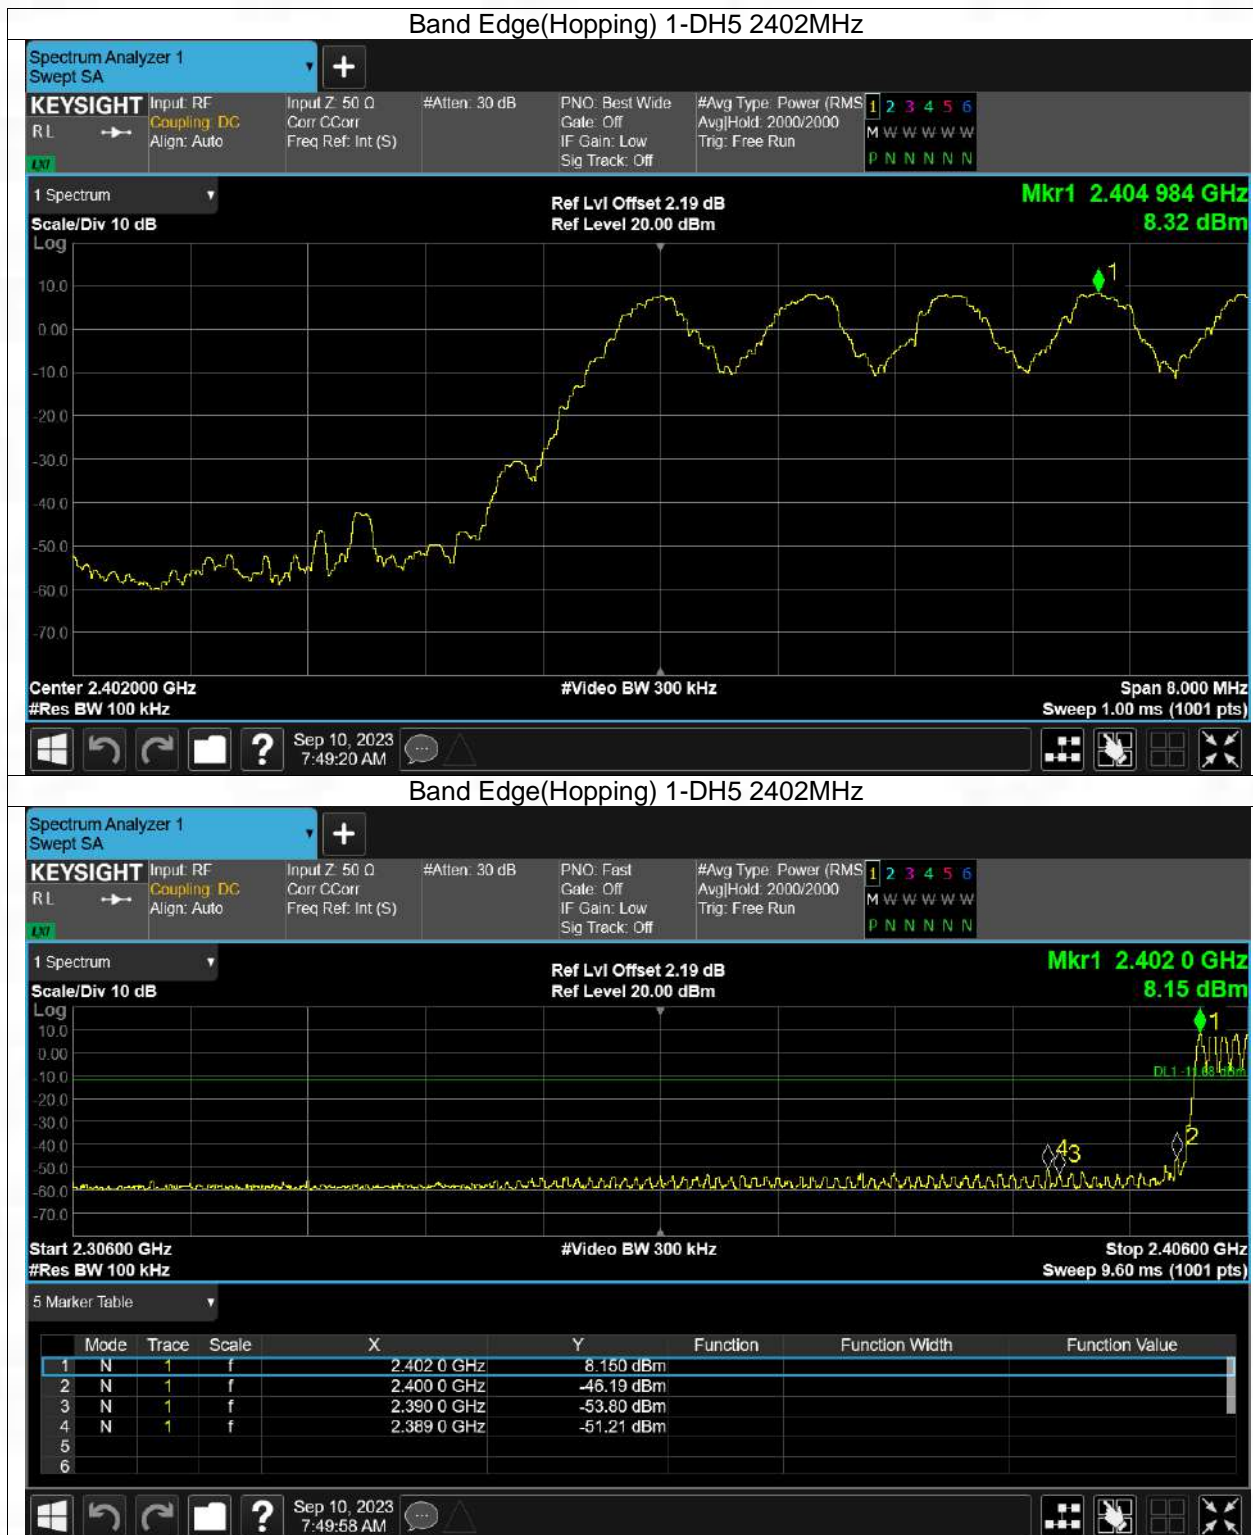 Band Edge(Hopping) 1-DH5 2402MHz
Spectrum Analyzer 1
Swept SA
+
KEYSIGHT Input: RF Input Z: 50 Ω #Atten: 30 dB PNO: Best Wide #Avg Type: Power (RMS 1 2 3 4 5 6
RL Coupling: DC Corr CCorr Gate: Off Avg|Hold: 2000/2000 M W W W W W
Align: Auto Freq Ref: Int (S) IF Gain: Low Trig: Free Run
LXI Sig Track: Off P N N N N N
1 Spectrum
Ref Lvl Offset 2.19 dB Mkr1 2.404 984 GHz
Scale/Div 10 dB Ref Level 20.00 dBm 8.32 dBm
Log
1
10.0
0.00
-10.0
-20.0
-30.0
-40.0
-50.0
-60.0
-70.0
Center 2.402000 GHz #Video BW 300 kHz Span 8.000 MHz
#Res BW 100 kHz Sweep 1.00 ms (1001 pts)
? Sep 10, 2023
7:49:20 AM
Band Edge(Hopping) 1-DH5 2402MHz
Spectrum Analyzer 1
Swept SA
+
KEYSIGHT Input: RF Input Z: 50 Ω #Atten: 30 dB PNO: Fast #Avg Type: Power (RMS 1 2 3 4 5 6
RL Coupling: DC Corr CCorr Gate: Off Avg|Hold: 2000/2000 M W W W W W
Align: Auto Freq Ref: Int (S) IF Gain: Low Trig: Free Run
LXI Sig Track: Off P N N N N N
1 Spectrum
Ref Lvl Offset 2.19 dB Mkr1 2.402 0 GHz
Scale/Div 10 dB Ref Level 20.00 dBm 8.15 dBm
Log
1
10.0
0.00
DL1 -11.68 dBm
-10.0
-20.0
-30.0
2
-40.0
43
-50.0
-60.0
-70.0
Start 2.30600 GHz #Video BW 300 kHz Stop 2.40600 GHz
#Res BW 100 kHz Sweep 9.60 ms (1001 pts)
5 Marker Table
Mode Trace Scale X Y Function Function Width Function Value
1 N 1 f 2.402 0 GHz 8.150 dBm
2 N 1 f 2.400 0 GHz -46.19 dBm
3 N 1 f 2.390 0 GHz -53.80 dBm
4 N 1 f 2.389 0 GHz -51.21 dBm
5
6
? Sep 10, 2023
7:49:58 AM